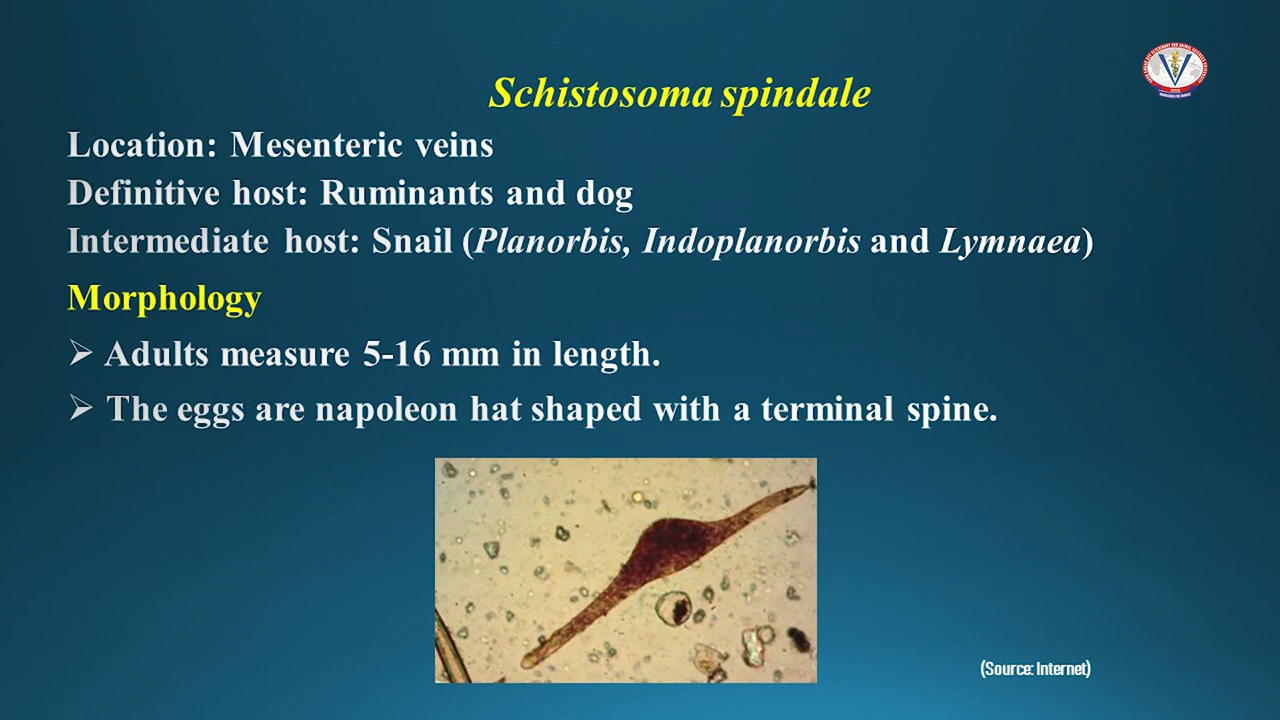 Schistosoma spindale
Location: Mesenteric veins
Definitive host: Ruminants and dog
Intermediate host: Snail (Planorbis, Indoplanorbis and Lymnaea)
Morphology
➢ Adults measure 5-16 mm in length.
➢ The eggs are napoleon hat shaped with a terminal spine.
(Source: Internet)